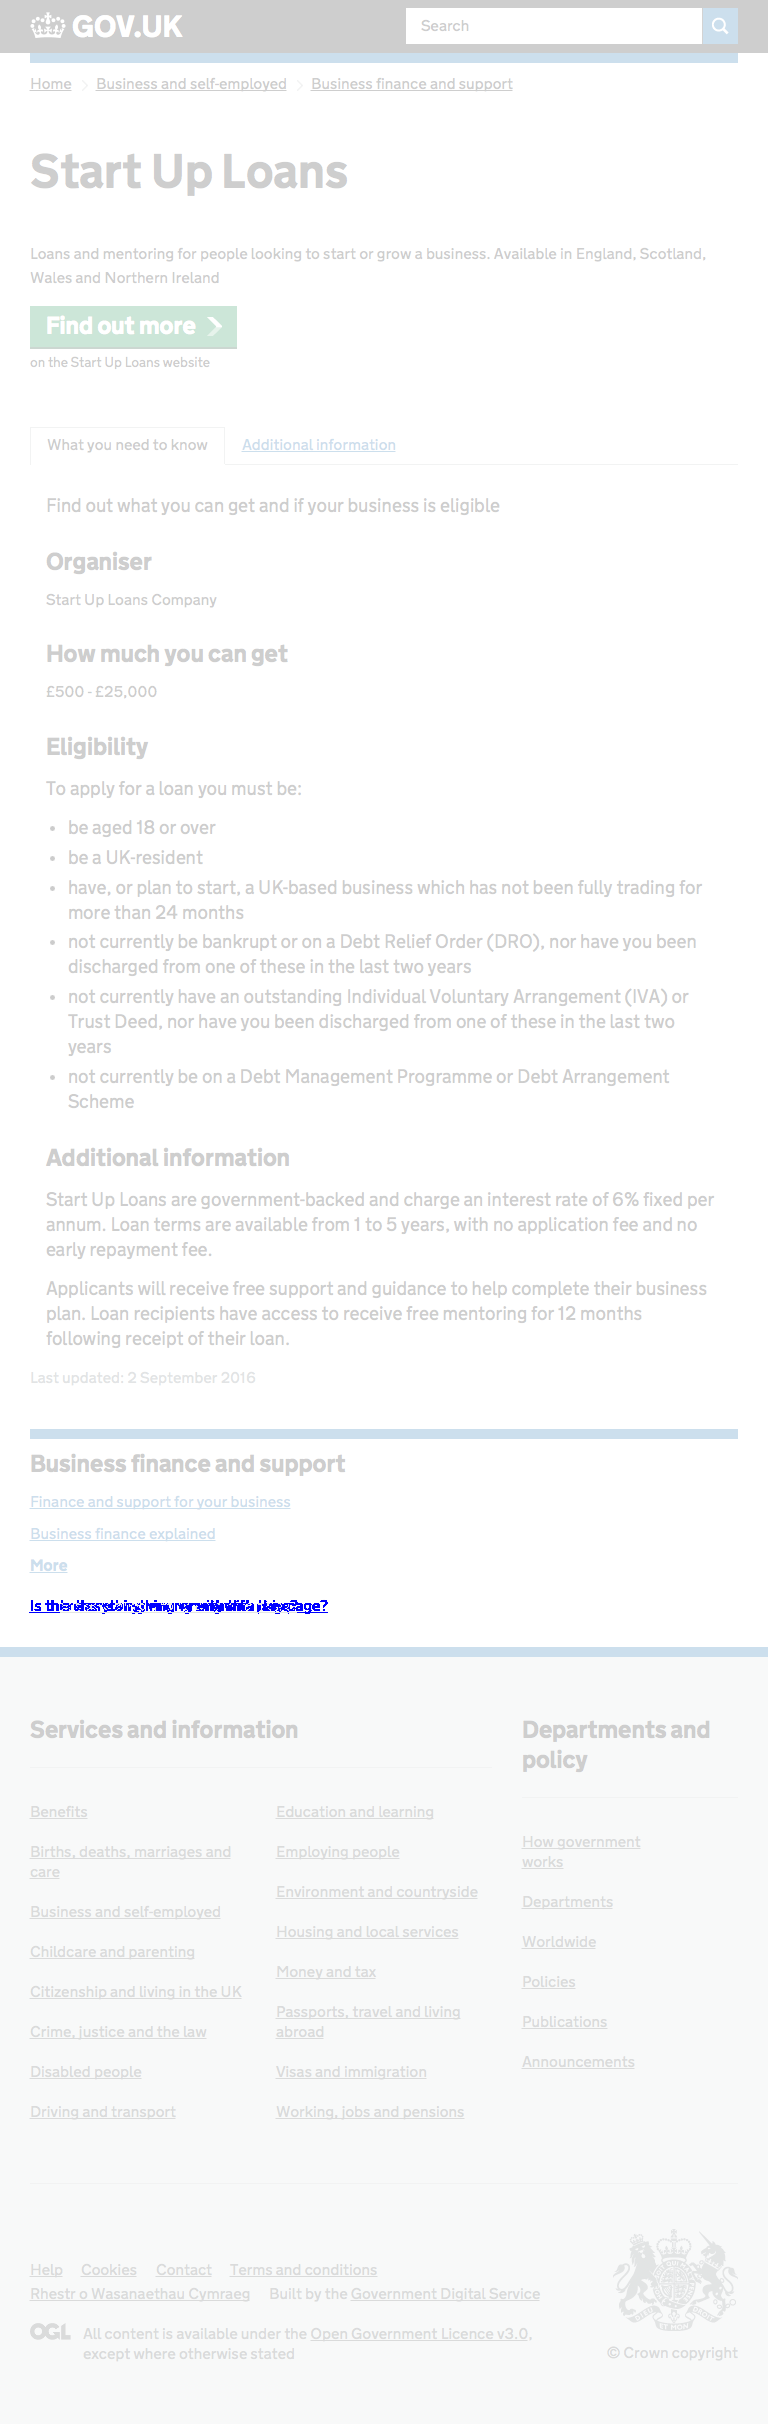 GOV.UK
Search
Home Business and self-employed Business finance and support
Start Up Loans
Loans and mentoring for people looking to start or grow a business. Available in England, Scotland,
Wales and Northern Ireland
Find out more
on the Start Up Loans website
What you need to know Additional information
Find out what you can get and if your business is eligible
Organiser
Start Up Loans Company
How much you can get
£500 - £25,000
Eligibility
To apply for a loan you must be:
• be aged 18 or over
• be a UK-resident
• have, or plan to start, a UK-based business which has not been fully trading for
more than 24 months
• not currently be bankrupt or on a Debt Relief Order (DRO), nor have you been
discharged from one of these in the last two years
• not currently have an outstanding Individual Voluntary Arrangement (IVA) or
Trust Deed, nor have you been discharged from one of these in the last two
years
• not currently be on a Debt Management Programme or Debt Arrangement
Scheme
Additional information
Start Up Loans are government-backed and charge an interest rate of 6% fixed per
annum. Loan terms are available from 1 to 5 years, with no application fee and no
early repayment fee.
Applicants will receive free support and guidance to help complete their business
plan. Loan recipients have access to receive free mentoring for 12 months
following receipt of their loan.
Last updated: 2 September 2016
Business finance and support
Finance and support for your business
Business finance explained
More
Services and information
Benefits
Births, deaths, marriages and
care
Business and self-employed
Childcare and parenting
Citizenship and living in the UK
Crime, justice and the law
Disabled people
Driving and transport
Education and learning
Employing people
Environment and countryside
Housing and local services
Money and tax
Passports, travel and living
abroad
Visas and immigration
Working, jobs and pensions
Departments and
policy
How government
works
Departments
Worldwide
Policies
Publications
Announcements
Help Cookies Contact Terms and conditions
Rhestr o Wasanaethau Cymraeg Built by the Government Digital Service
OGL All content is available under the Open Government Licence v3.0,
except where otherwise stated
© Crown copyright